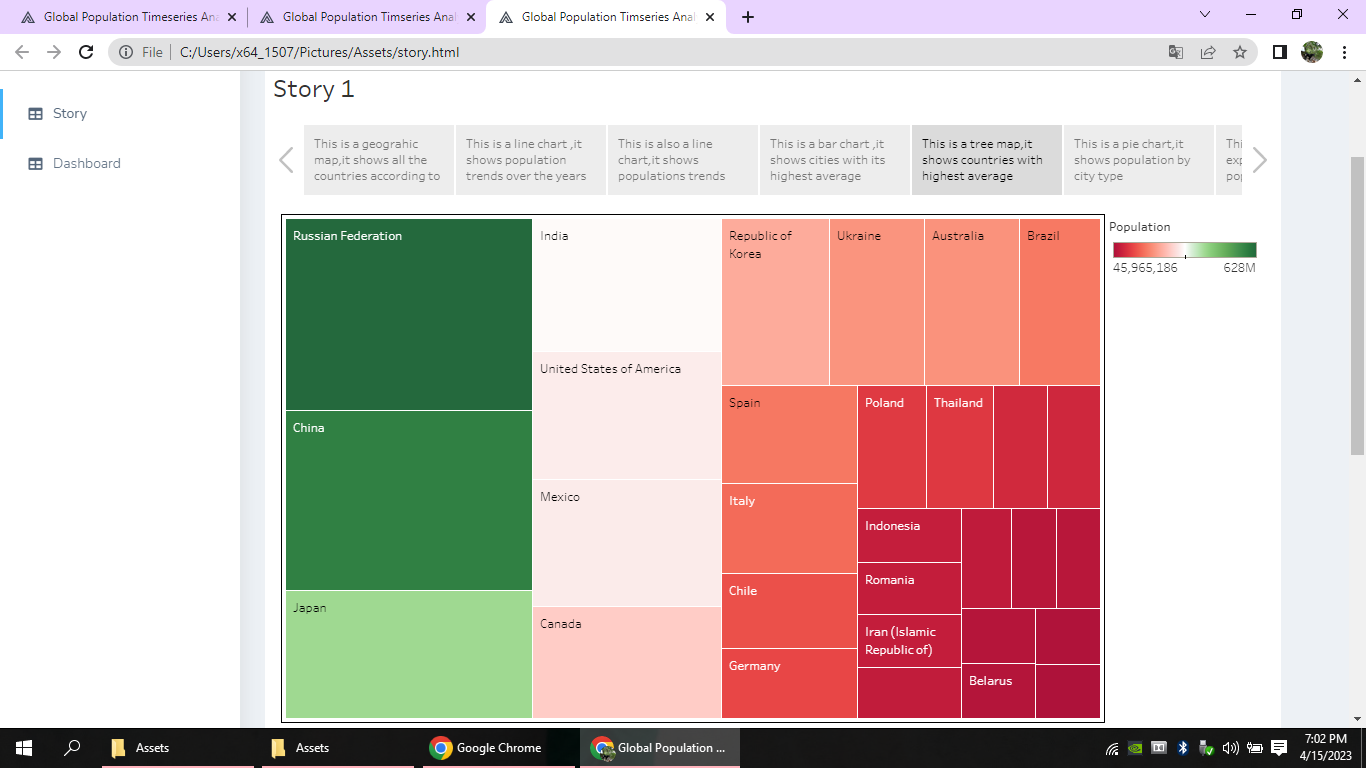 Global Population Timeseries Ana
Global Population Timseries Anal
Global Population Timseries Anal
File
C:/Users/x64_1507/Pictures/Assets/story.html
Story
Dashboard
Story 1
This is a geograhic
map,it shows all the
countries according to
This is a line chart ,it
shows population
trends over the years
This is also a line
chart,it shows
populations trends
This is a bar chart ,it
shows cities with its
highest average
This is a tree map,it
shows countries with
highest average
This is a pie chart,it
shows population by
city type
Thi
exp
pop
Russian Federation
China
Japan
India
United States of America
Mexico
Canada
Republic of
Korea
Ukraine
Australia
Brazil
Spain
Italy
Chile
Germany
Poland
Thailand
Indonesia
Romania
Iran (Islamic
Republic of)
Belarus
Population
45,965,186
628M
Assets
Assets
Google Chrome
Global Population ...
7:02 PM
4/15/2023